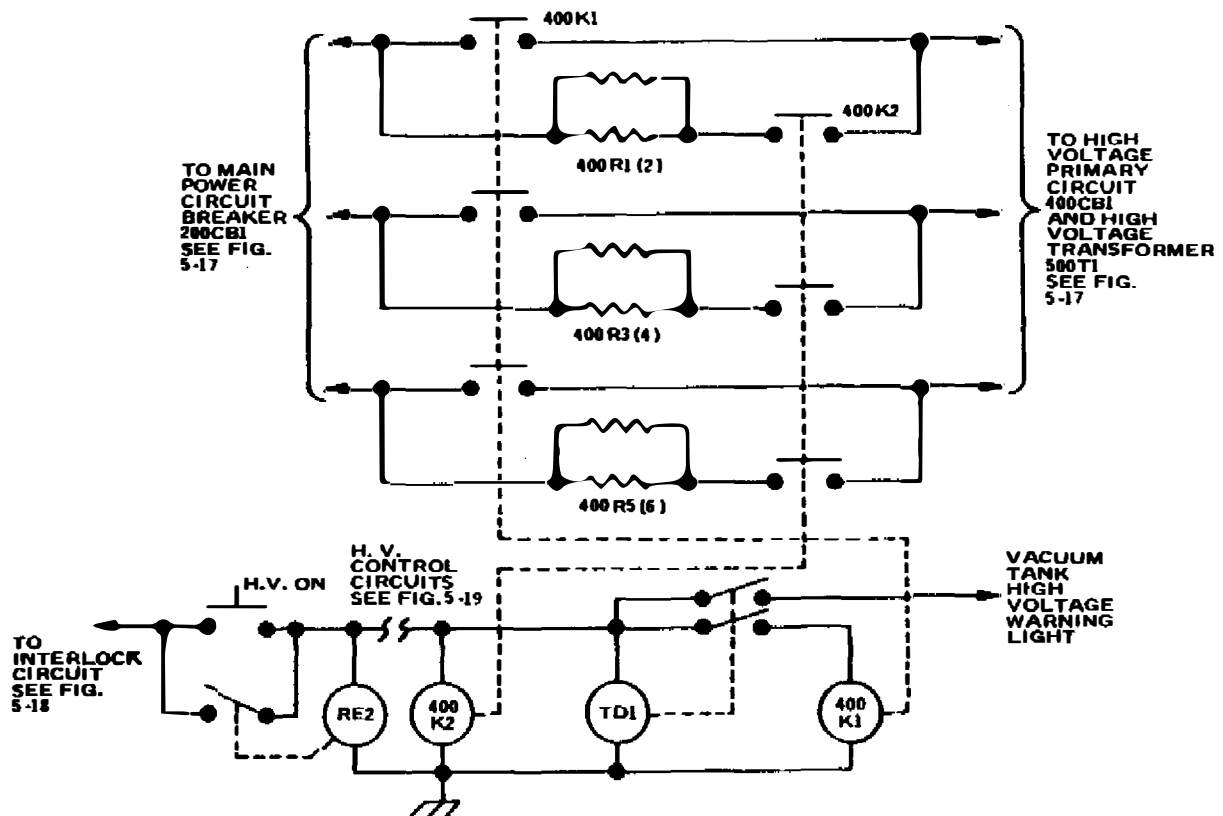 400K1
400K2
400R1(2)
TO MAIN
POWER
CIRCUIT
BREAKER
200CB1
SEE FIG.
5-17
TO HIGH
VOLTAGE
PRIMARY
CIRCUIT
400CB1
AND HIGH
VOLTAGE
TRANSFORMER
500T1
SEE FIG.
5-17
400R3(4)
400R5(6)
H.V. ON
H. V.
CONTROL
CIRCUITS
SEE FIG. 5-19
VACUUM
TANK
HIGH
VOLTAGE
WARNING
LIGHT
TO
INTERLOCK
CIRCUIT
SEE FIG.
5-18
RE2
400
K2
TD1
400
K1